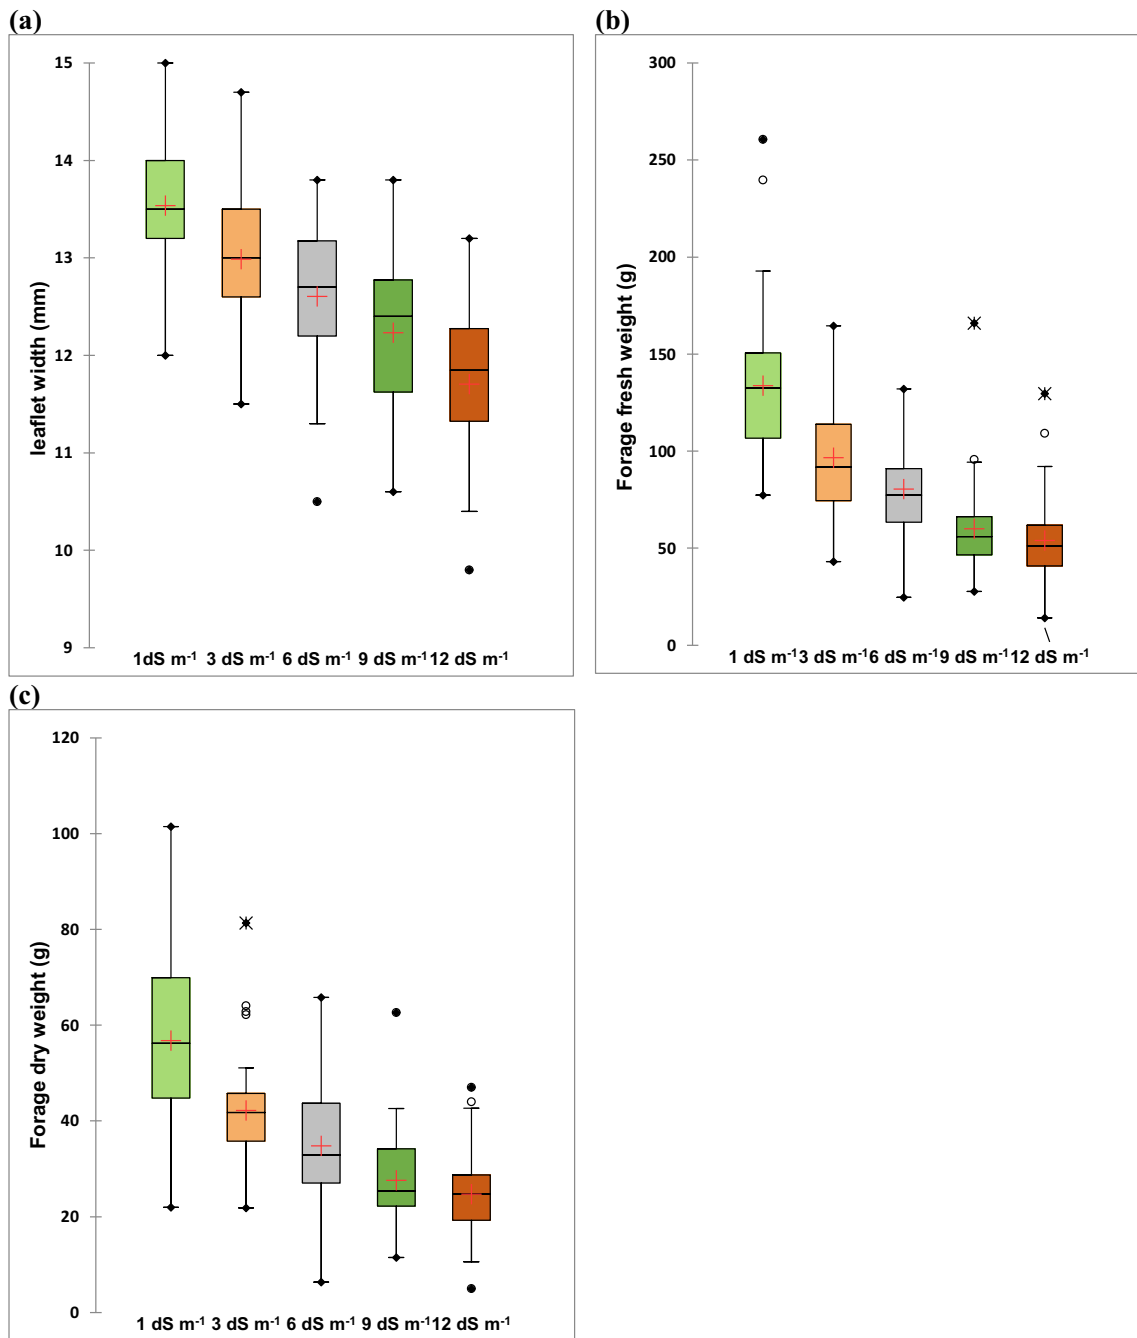 (a)
leaflet width (mm)
15
14
13
12
11
10
9
1dS m⁻¹ 3 dS m⁻¹ 6 dS m⁻¹ 9 dS m⁻¹ 12 dS m⁻¹
(b)
Forage fresh weight (g)
300
250
200
150
100
50
0
1 dS m⁻¹ 3 dS m⁻¹ 6 dS m⁻¹ 9 dS m⁻¹ 12 dS m⁻¹
(c)
Forage dry weight (g)
120
100
80
60
40
20
0
1 dS m⁻¹ 3 dS m⁻¹ 6 dS m⁻¹ 9 dS m⁻¹ 12 dS m⁻¹